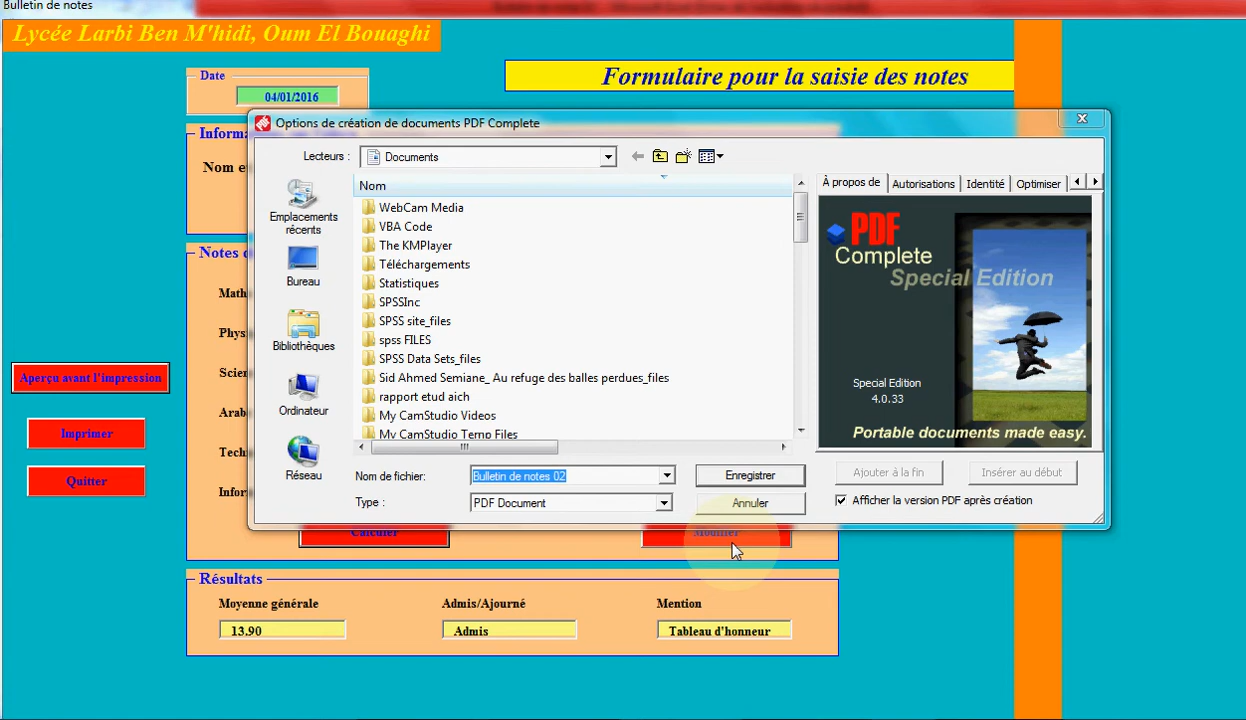 Bulletin de notes
Lycée Larbi Ben M'hidi, Oum El Bouaghi
Formulaire pour la saisie des notes
Date
04/01/2016
Nom
Notes
Aperçu avant l'impression
Imprimer
Quitter
Options de création de documents PDF Complete
Lecteurs :
Documents
Emplacements
récents
Bureau
Bibliothèques
Ordinateur
Réseau
Nom
WebCam Media
VBA Code
The KMPlayer
Téléchargements
Statistiques
SPSSInc
SPSS site_files
spss FILES
SPSS Data Sets_files
Sid Ahmed Semiane_ Au refuge des balles perdues_files
rapport etud aich
My CamStudio Videos
My CamStudio Temp Files
Nom de fichier:
Bulletin de notes 02
Enregistrer
Type :
PDF Document
Annuler
À propos de
Autorisations
Identité
Optimiser
PDF
Complete
Special Edition
Special Edition
4.0.33
Portable documents made easy.
Ajouter à la fin
Insérer au début
Afficher la version PDF après création
Calculer
Modifier
Résultats
Moyenne générale
Admis/Ajourné
Mention
13.90
Admis
Tableau d'honneur